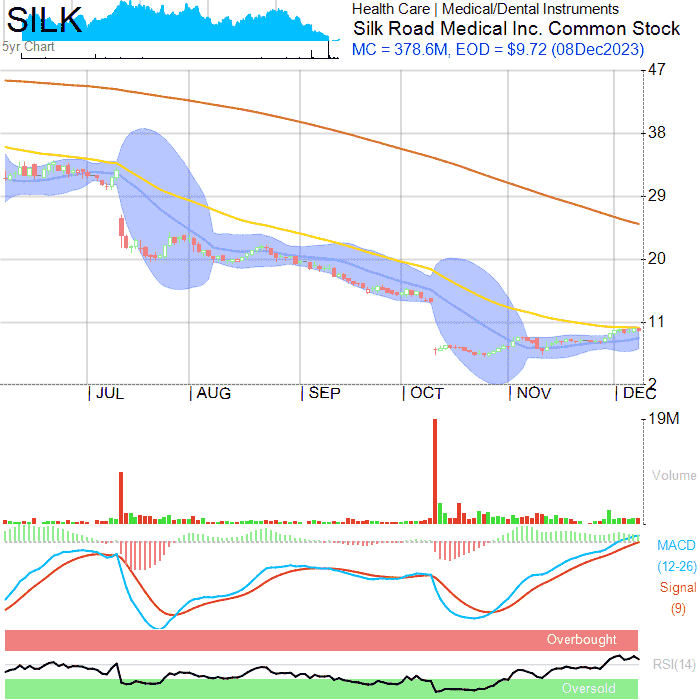 SILK
5yr Chart
Health Care | Medical/Dental Instruments
Silk Road Medical Inc. Common Stock
MC = 378.6M, EOD = $9.72 (08Dec2023)
47
38
29
20
11
2
JUL AUG SEP OCT NOV DEC
19M
Volume
MACD
(12-26)
Signal
(9)
Overbought
RSI(14)
Oversold